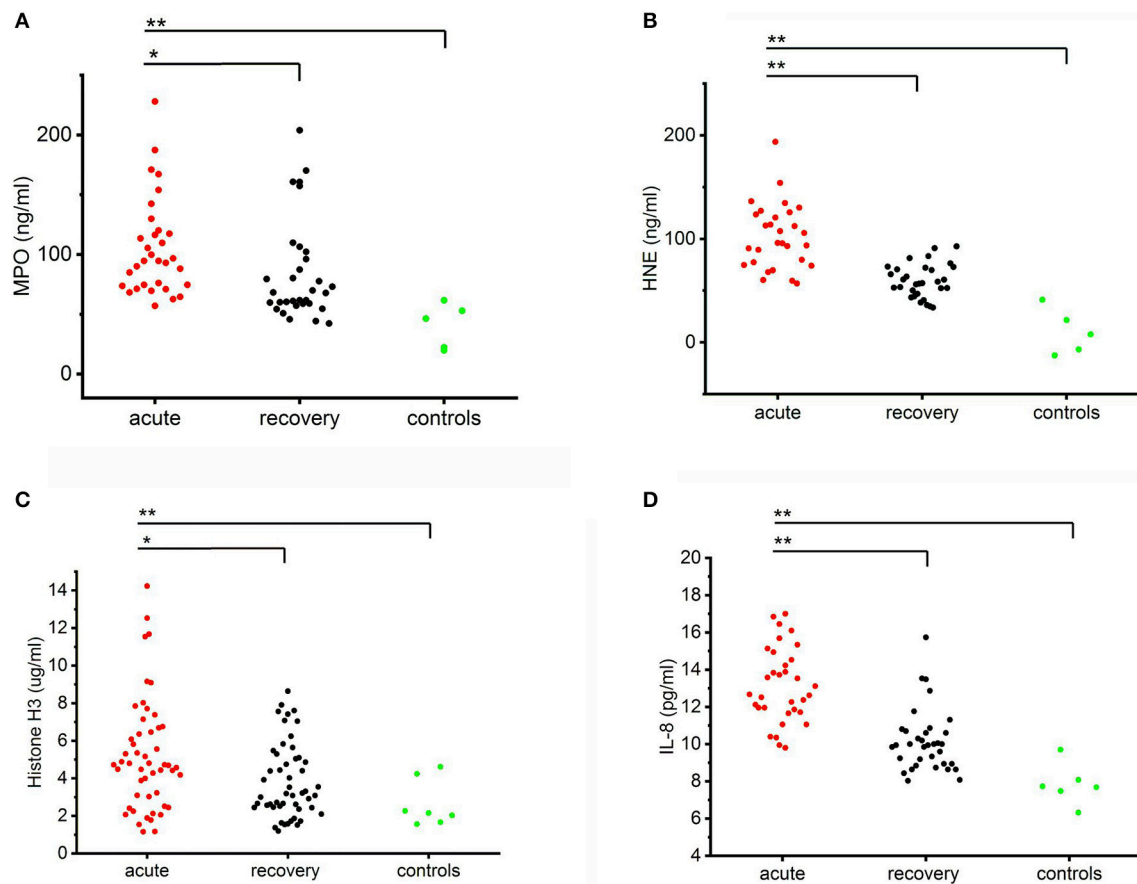 A
**
*
MPO (ng/ml)
200
100
0
acute recovery controls
B
**
**
HNE (ng/ml)
200
100
0
acute recovery controls
C
**
*
Histone H3 (ug/ml)
14
12
10
8
6
4
2
0
acute recovery controls
D
**
**
IL-8 (pg/ml)
20
18
16
14
12
10
8
6
4
acute recovery controls